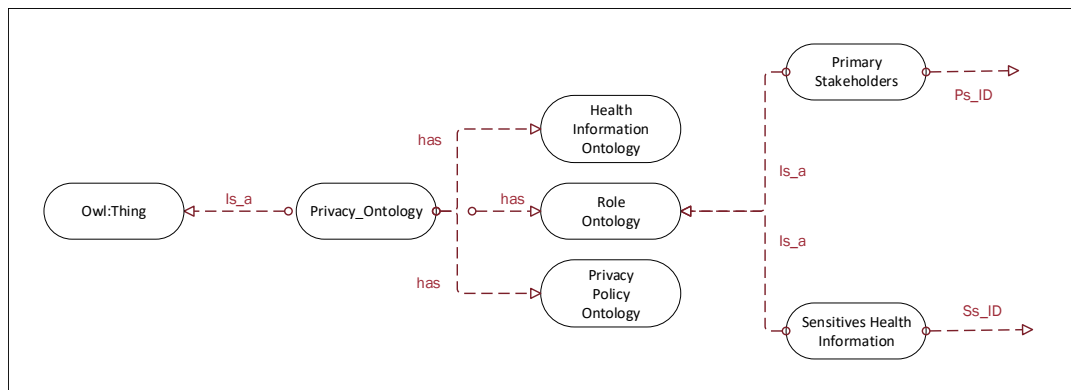 Primary
Stakeholders
Ps_ID
Health
Information
Ontology
has
Is_a
Owl:Thing
Is_a
Privacy_Ontology
has
Role
Ontology
Is_a
has
Privacy
Policy
Ontology
Sensitives Health
Information
Ss_ID